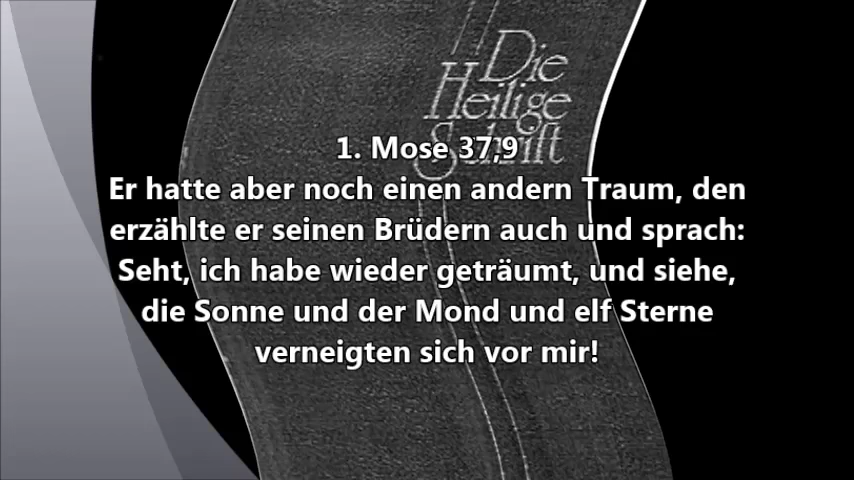 Die
Heilige
Schrift
1. Mose 37,9
Er hatte aber noch einen andern Traum, den
erzählte er seinen Brüdern auch und sprach:
Seht, ich habe wieder geträumt, und siehe,
die Sonne und der Mond und elf Sterne
verneigten sich vor mir!